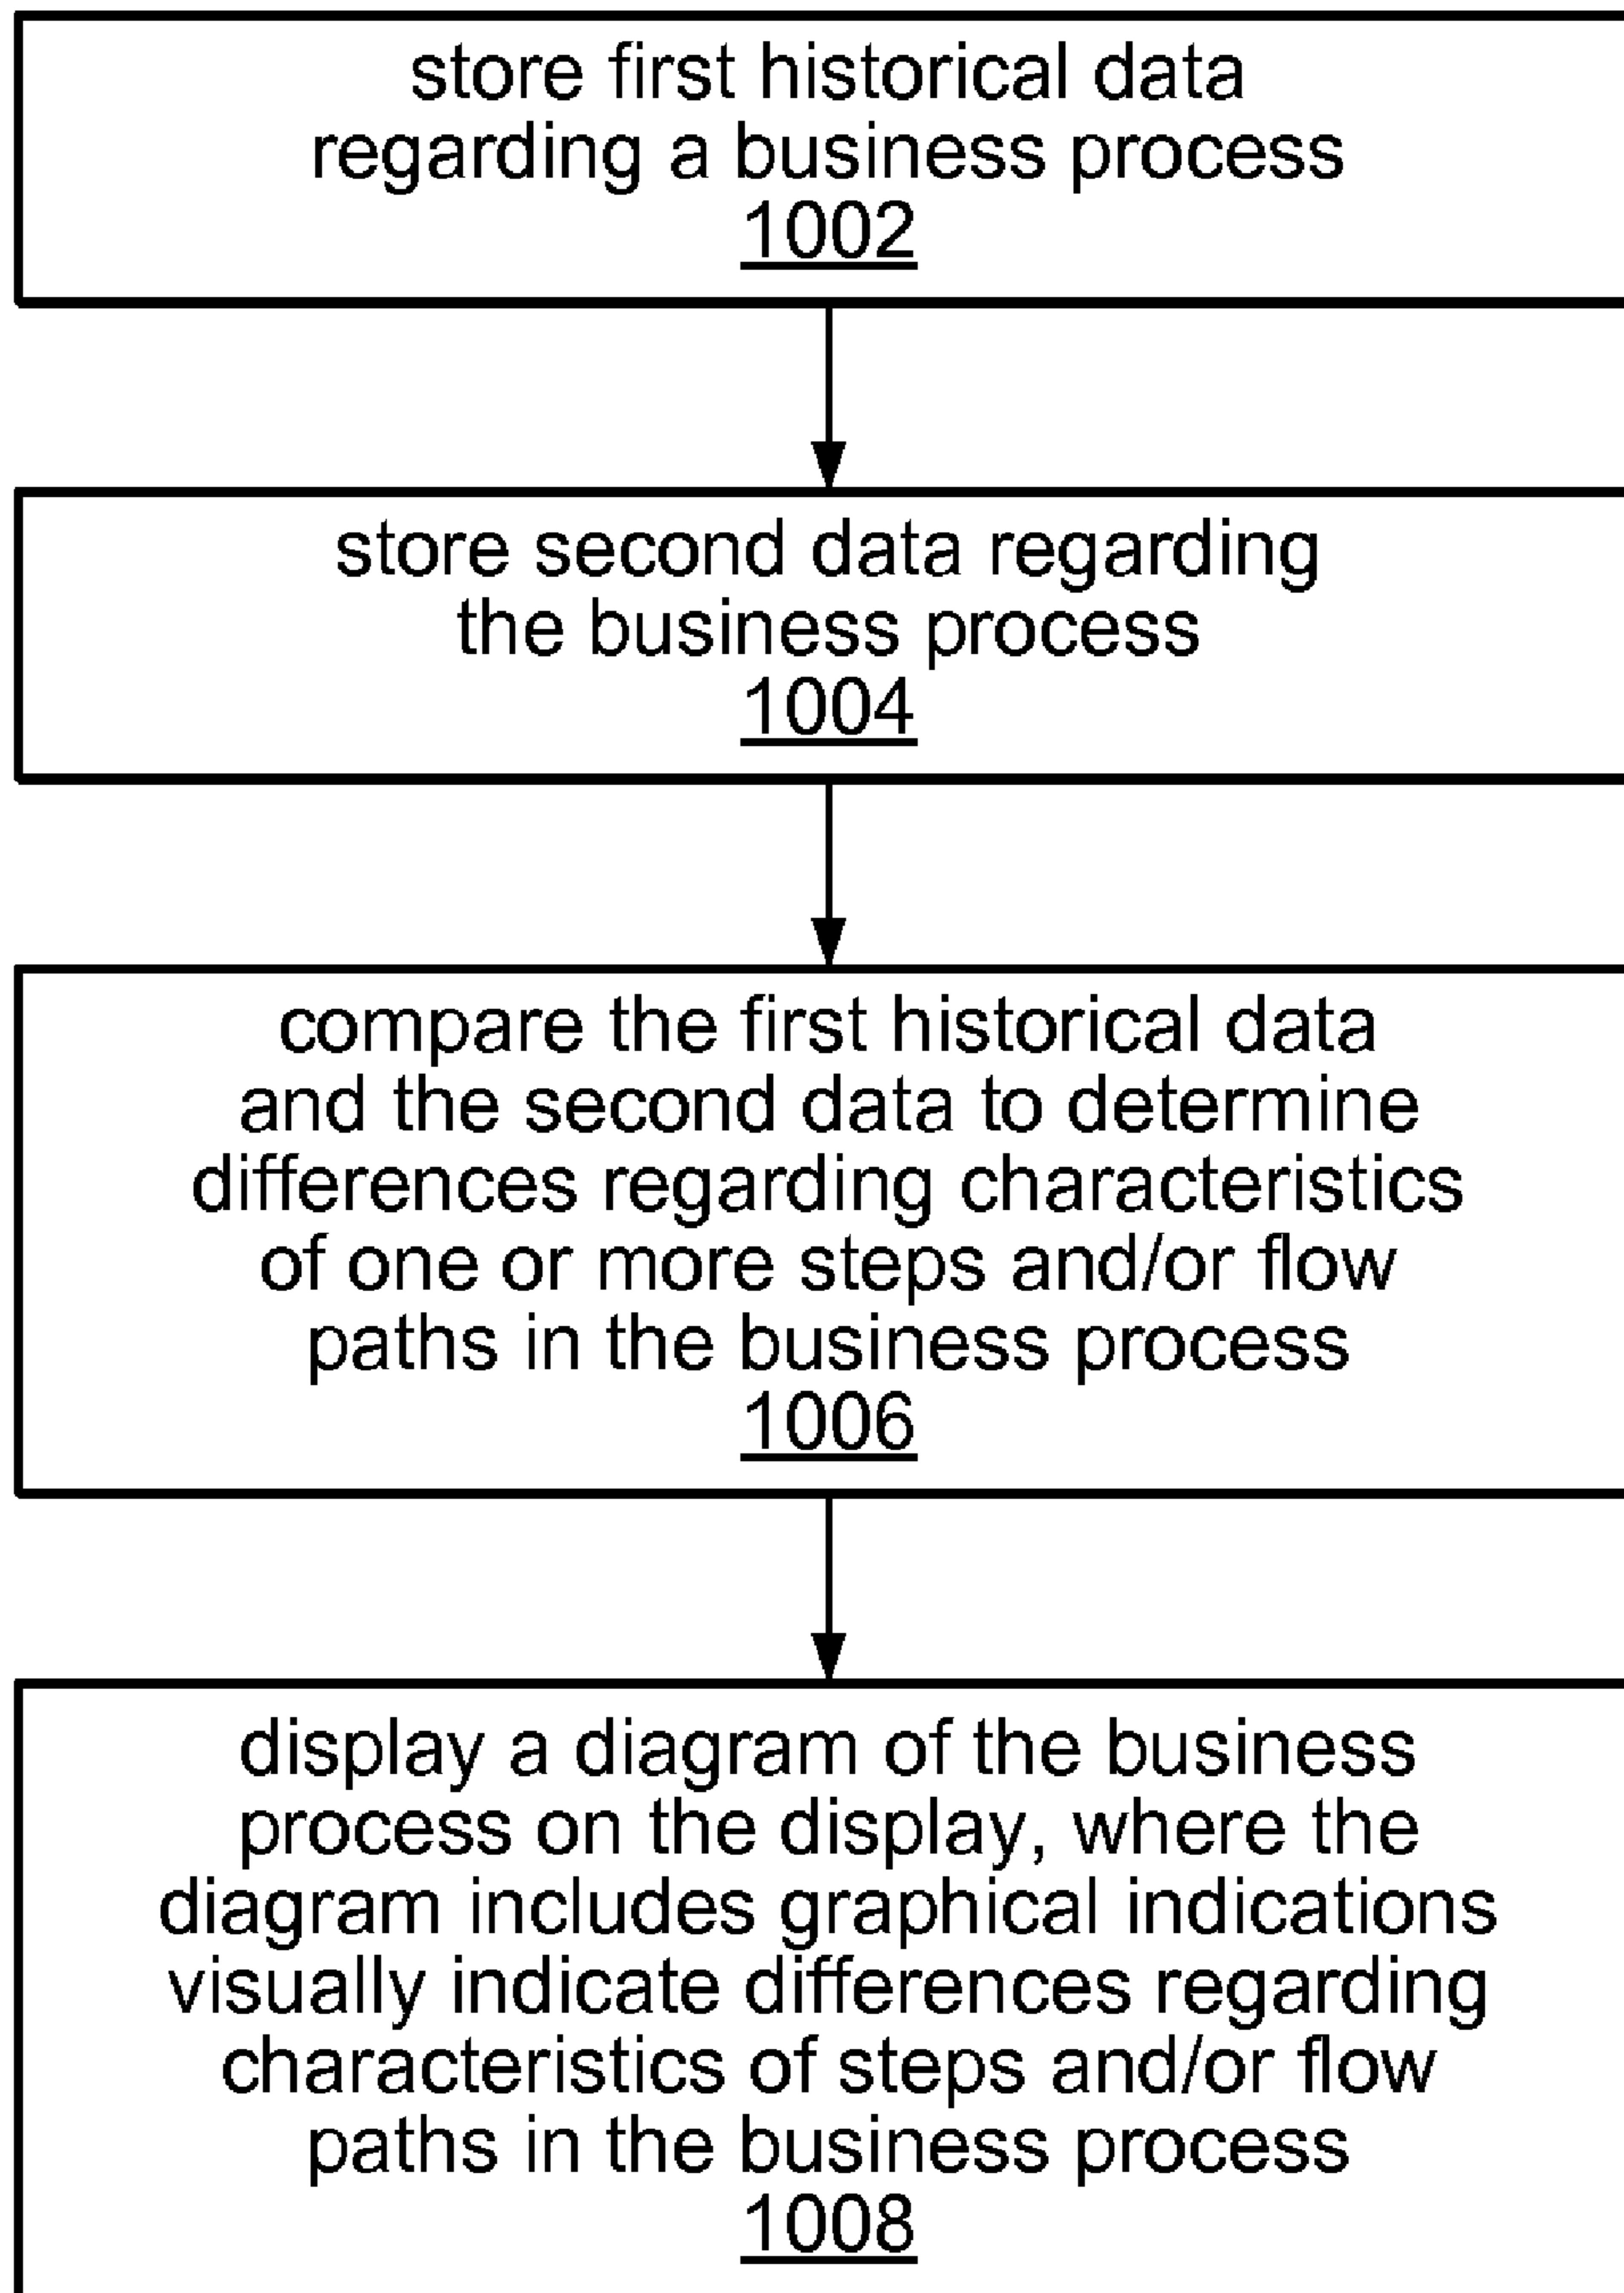 store first historical data
regarding a business process
1002
store second data regarding
the business process
1004
compare the first historical data
and the second data to determine
differences regarding characteristics
of one or more steps and/or flow
paths in the business process
1006
display a diagram of the business
process on the display, where the
diagram includes graphical indications
visually indicate differences regarding
characteristics of steps and/or flow
paths in the business process
1008